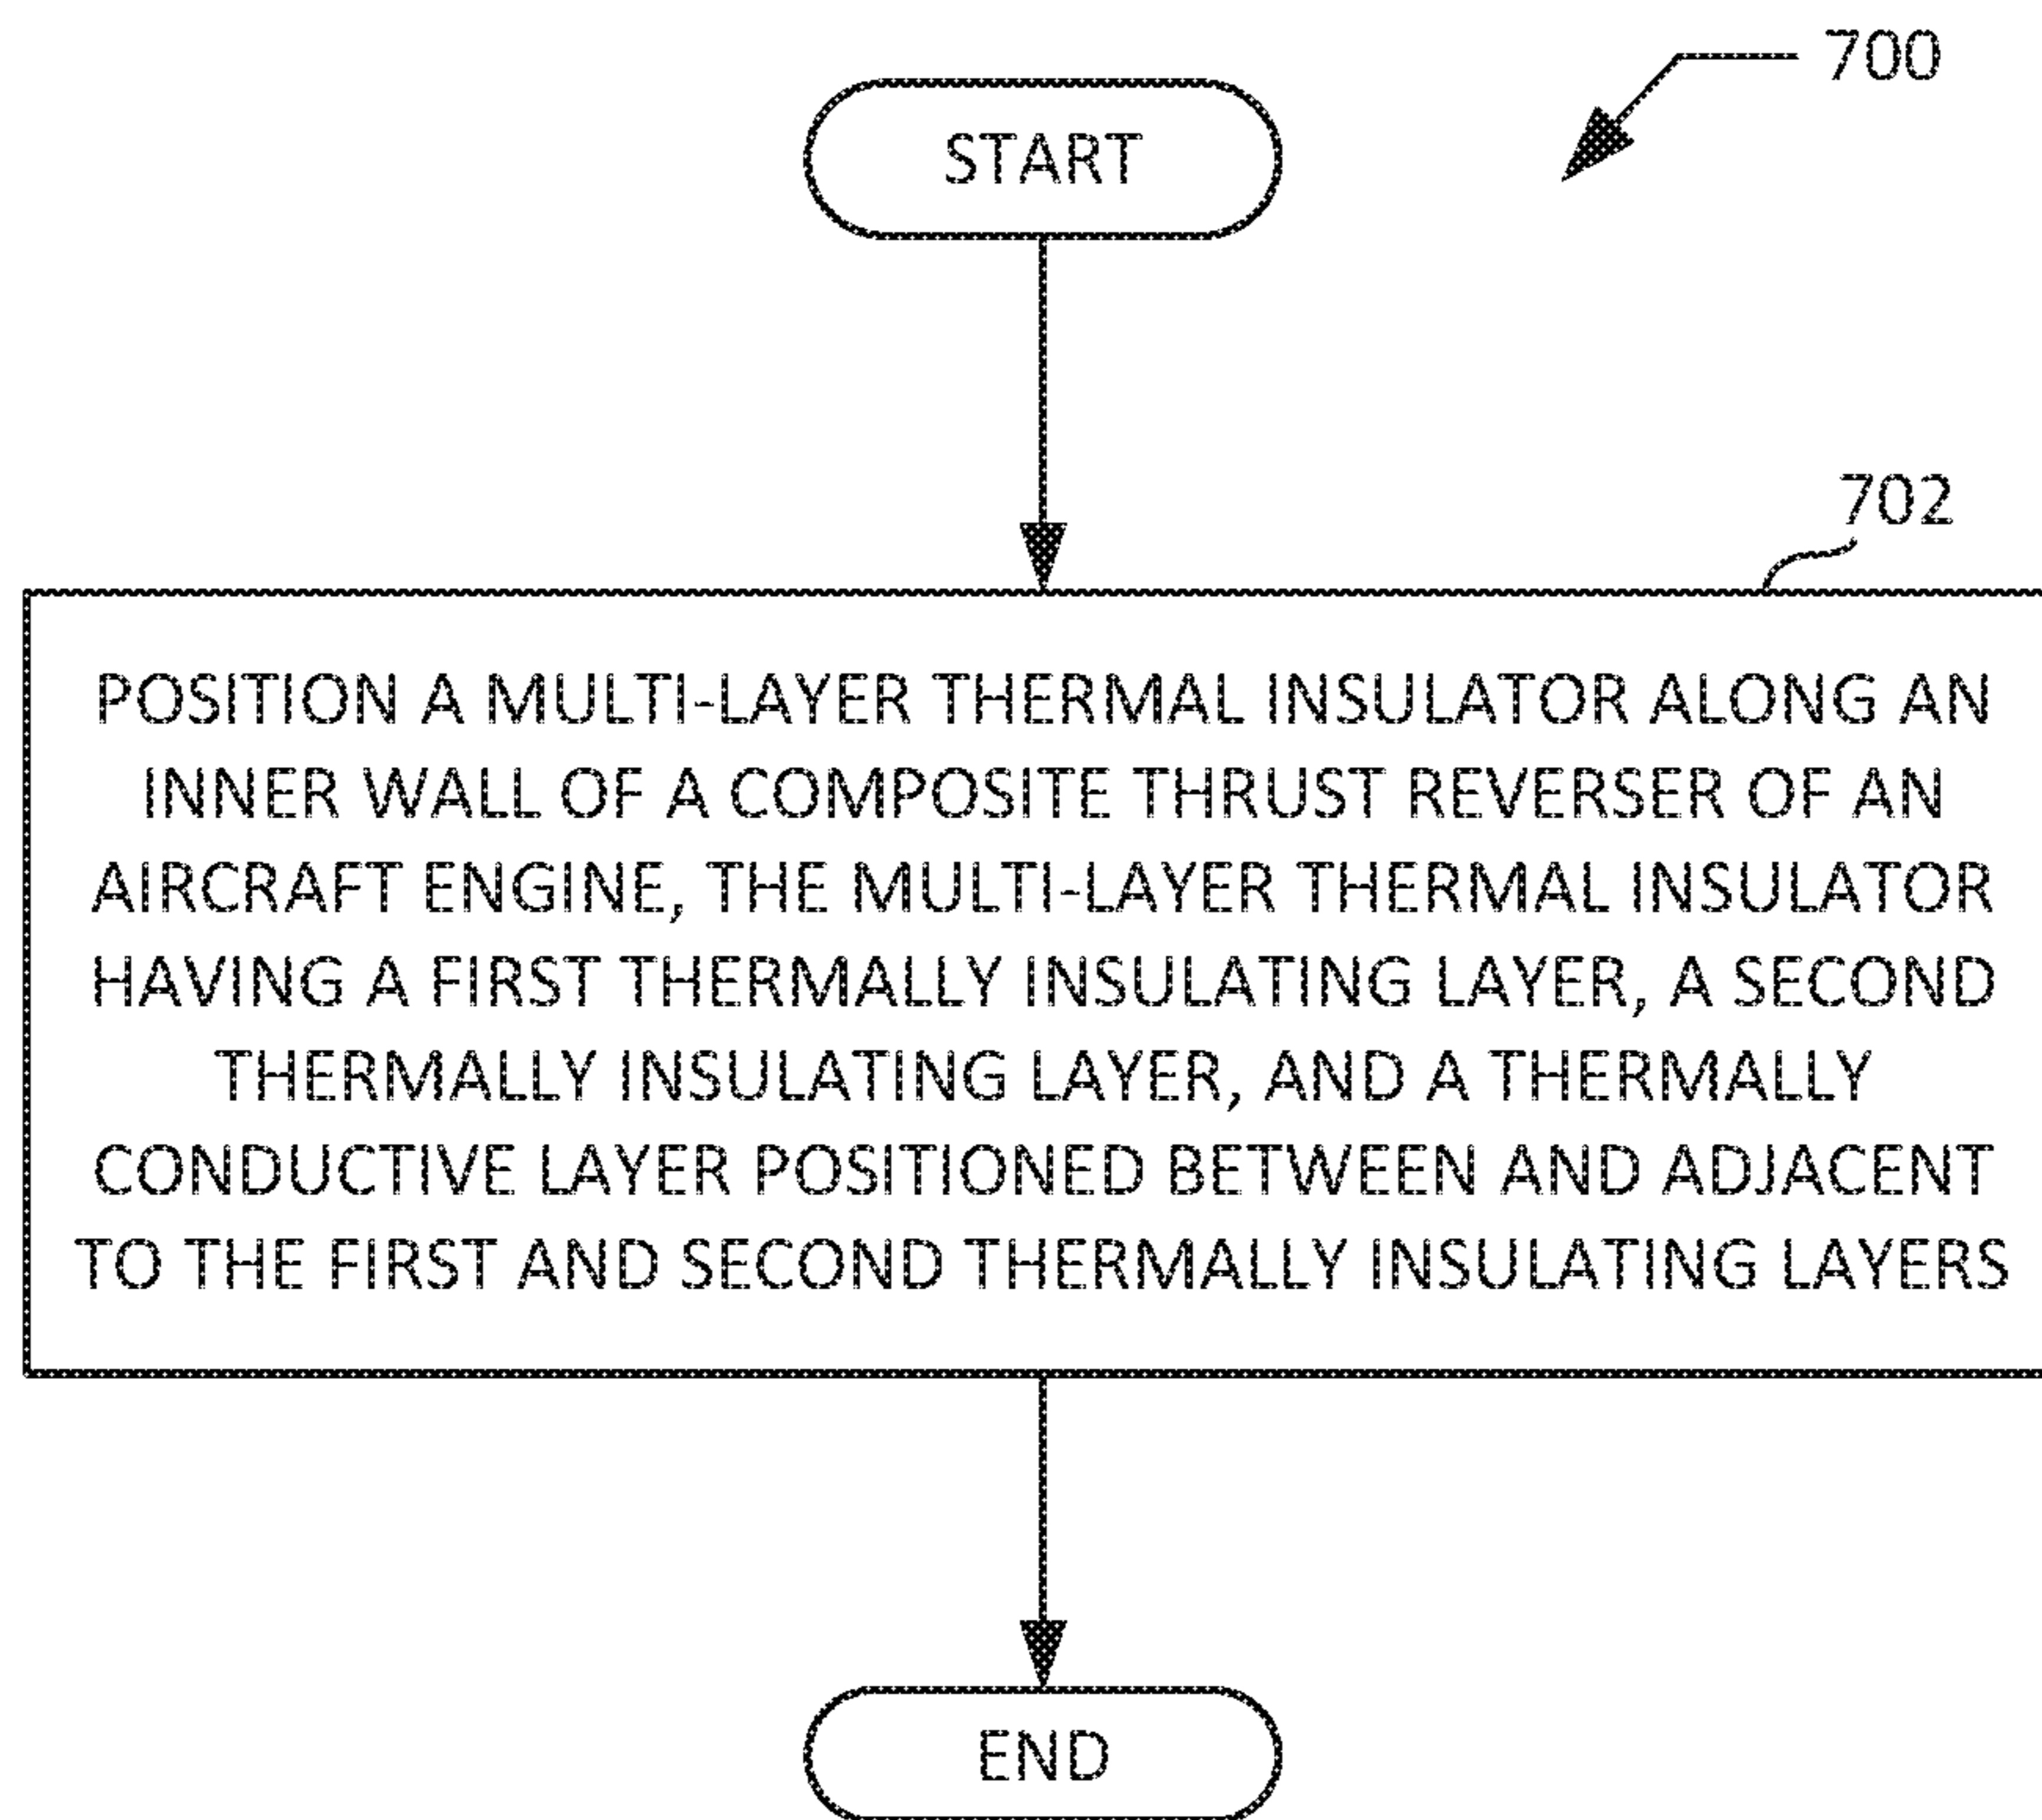 700
START
702
POSITION A MULTI-LAYER THERMAL INSULATOR ALONG AN
INNER WALL OF A COMPOSITE THRUST REVERSER OF AN
AIRCRAFT ENGINE, THE MULTI-LAYER THERMAL INSULATOR
HAVING A FIRST THERMALLY INSULATING LAYER, A SECOND
THERMALLY INSULATING LAYER, AND A THERMALLY
CONDUCTIVE LAYER POSITIONED BETWEEN AND ADJACENT
TO THE FIRST AND SECOND THERMALLY INSULATING LAYERS
END